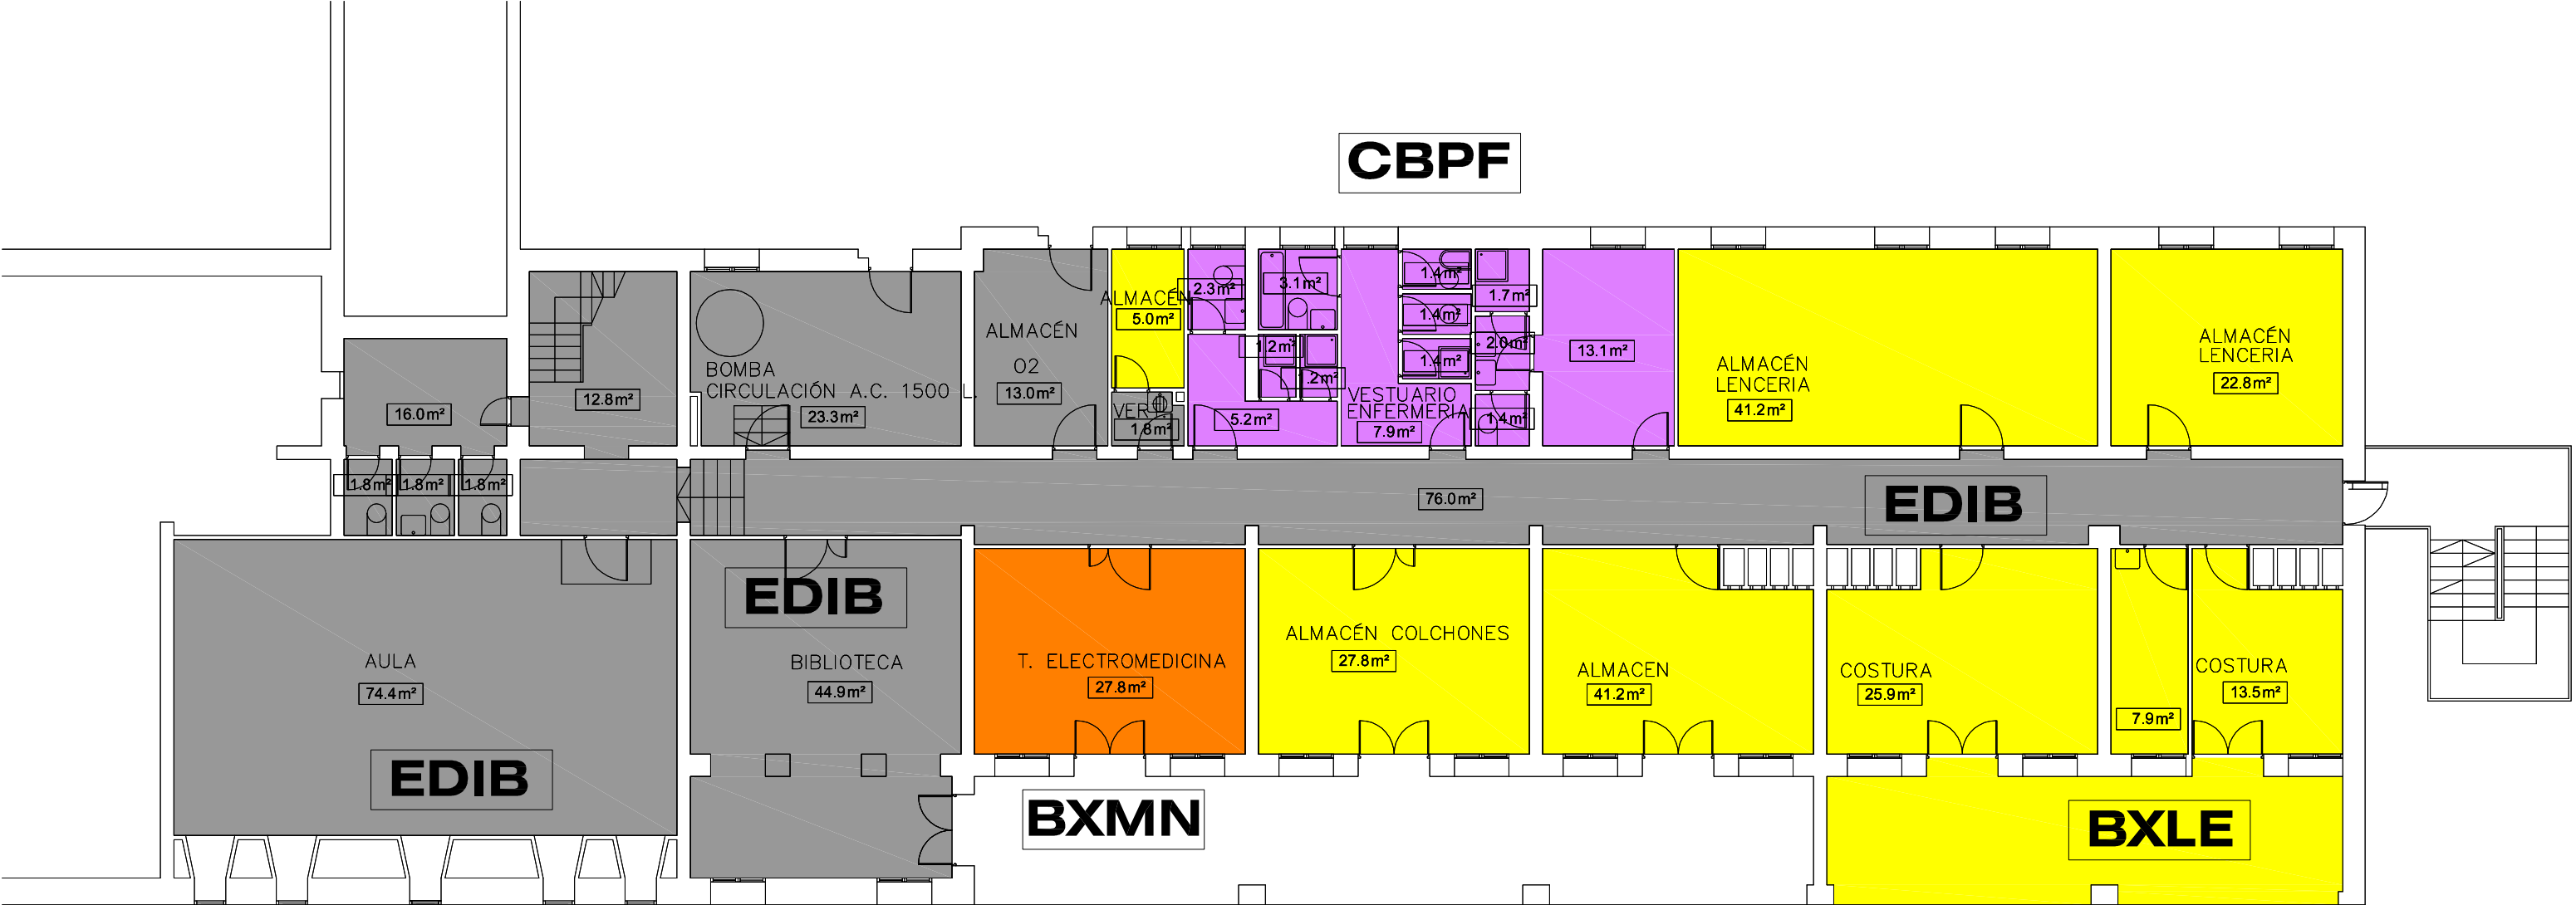 CBPF
ALMACÉN
5.0m²
2.3m²
3.1m²
1.4m²
1.7m²
1.4m²
2.0m²
1.2m²
1.4m²
1.2m²
13.1m²
ALMACÉN
O2
13.0m²
ALMACÉN
LENCERIA
41.2m²
ALMACÉN
LENCERIA
22.8m²
BOMBA
CIRCULACIÓN A.C. 1500 L.
23.3m²
12.8m²
16.0m²
VERT
1.8m²
5.2m²
VESTUARIO
ENFERMERIA
7.9m²
1.4m²
1.8m²
1.8m²
1.8m²
76.0m²
EDIB
EDIB
BIBLIOTECA
44.9m²
AULA
74.4m²
EDIB
T. ELECTROMEDICINA
27.8m²
ALMACÉN COLCHONES
27.8m²
ALMACEN
41.2m²
COSTURA
25.9m²
7.9m²
COSTURA
13.5m²
BXMN
BXLE